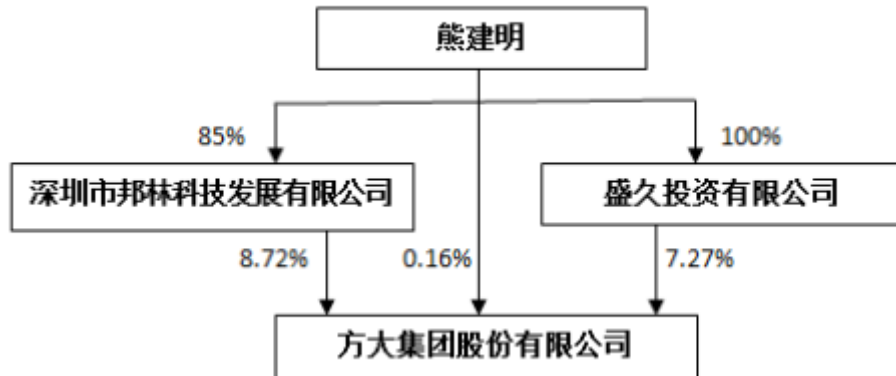 熊建明
85%
100%
深圳市邦林科技发展有限公司
盛久投资有限公司
8.72%
0.16%
7.27%
方大集团股份有限公司